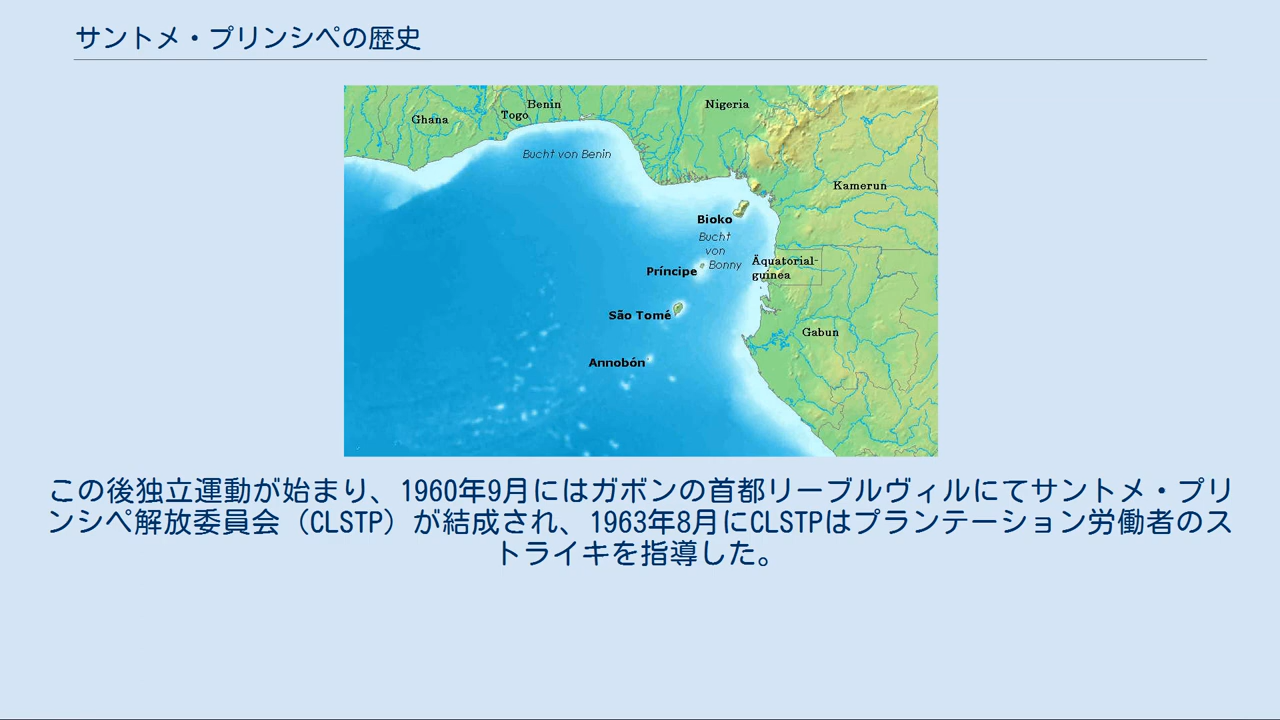 サントメ・プリンシペの歴史
Benin
Nigeria
Togo
Ghana
Bucht von Benin
Kamerun
Bioko
Bucht
von
Bonny
Äquatorial-
guinea
Príncipe
São Tomé
Gabun
Annobón
この後独立運動が始まり、1960年9月にはガボンの首都リーブルヴィルにてサントメ・プリ
ンシペ解放委員会（CLSTP）が結成され、1963年8月にCLSTPはプランテーション労働者のス
トライキを指導した。